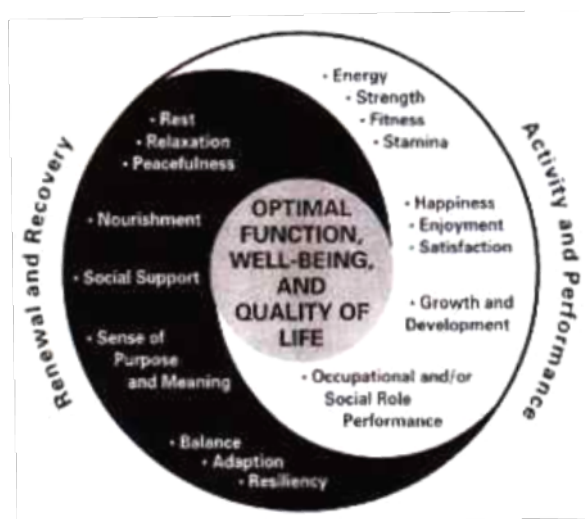 Renewal and Recovery
• Rest
• Relaxation
• Peacefulness
• Nourishment
• Social Support
• Sense of
Purpose
and Meaning
• Balance
• Adaption
• Resiliency
OPTIMAL
FUNCTION,
WELL-BEING,
AND
QUALITY OF
LIFE
• Energy
• Strength
• Fitness
• Stamina
• Happiness
• Enjoyment
• Satisfaction
• Growth and
Development
• Occupational and/or
Social Role
Performance
Activity and Performance